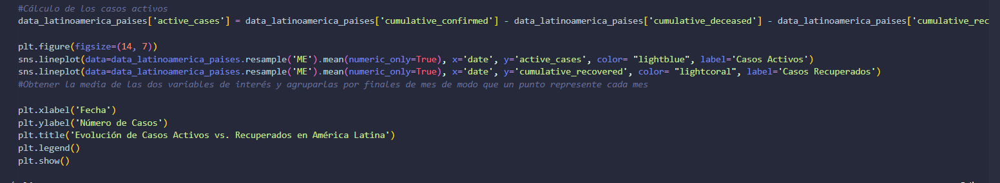 #Cálculo de los casos activos
data_latinoamerica_paises['active_cases'] = data_latinoamerica_paises['cumulative_confirmed'] - data_latinoamerica_paises['cumulative_deceased'] - data_latinoamerica_paises['cumulative_rec
plt.figure(figsize=(14, 7))
sns.lineplot(data=data_latinoamerica_paises.resample('ME').mean(numeric_only=True), x='date', y='active_cases', color= "lightblue", label='Casos Activos')
sns.lineplot(data=data_latinoamerica_paises.resample('ME').mean(numeric_only=True), x='date', y='cumulative_recovered', color= "lightcoral", label='Casos Recuperados')
#Obtener la media de las dos variables de interés y agruparlas por finales de mes de modo que un punto represente cada mes
plt.xlabel('Fecha')
plt.ylabel('Número de Casos')
plt.title('Evolución de Casos Activos vs. Recuperados en América Latina')
plt.legend()
plt.show()